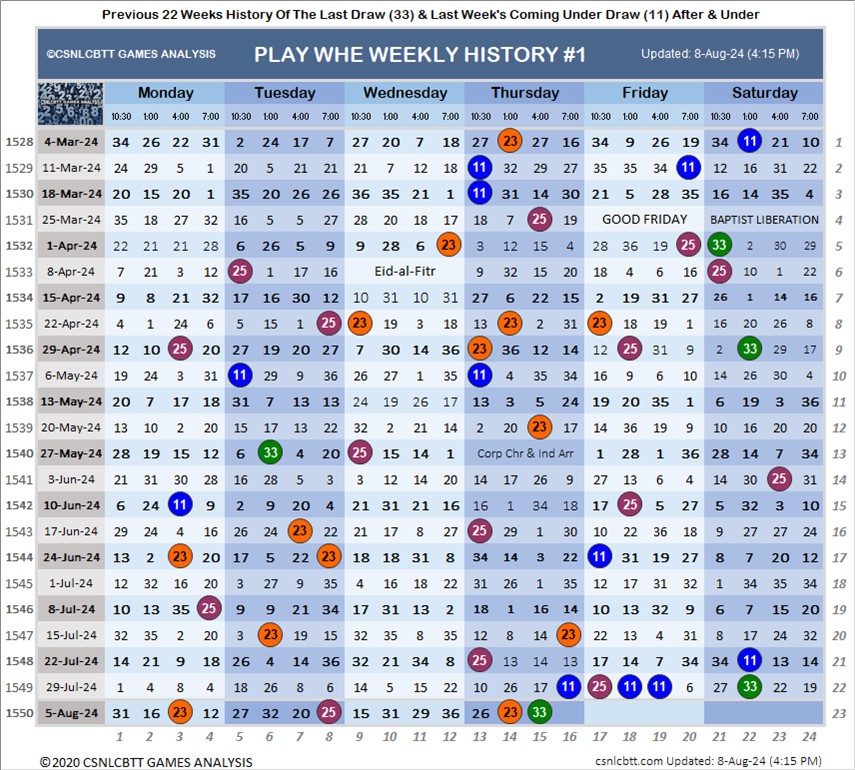 Previous 22 Weeks History Of The Last Draw (33) & Last Week's Coming Under Draw (11) After & Under
©CSNLCBTT GAMES ANALYSIS PLAY WHE WEEKLY HISTORY #1 Updated: 8-Aug-24 (4:15 PM)
CSNLCBTT GAMES ANALYSIS Monday Tuesday Wednesday Thursday Friday Saturday
10:30 1:00 4:00 7:00 10:30 1:00 4:00 7:00 10:30 1:00 4:00 7:00 10:30 1:00 4:00 7:00 10:30 1:00 4:00 7:00 10:30 1:00 4:00 7:00
1528 4-Mar-24 34 26 22 31 2 24 17 7 27 20 7 18 27 23 27 16 34 9 26 19 34 11 21 10 1
1529 11-Mar-24 24 29 5 1 20 5 21 21 21 7 12 18 11 32 29 27 35 35 34 11 12 16 31 22 2
1530 18-Mar-24 20 15 20 1 35 20 26 26 36 35 21 1 11 31 14 30 21 5 28 35 16 14 35 4 3
1531 25-Mar-24 35 18 27 32 16 5 5 27 28 20 18 17 18 7 25 19 GOOD FRIDAY BAPTIST LIBERATION 4
1532 1-Apr-24 22 21 21 28 6 26 5 9 9 28 6 23 3 12 15 4 28 36 19 25 33 2 30 29 5
1533 8-Apr-24 7 21 3 12 25 1 17 16 Eid-al-Fitr 9 32 15 20 18 4 6 16 25 10 1 22 6
1534 15-Apr-24 9 8 21 32 17 16 30 12 10 31 10 31 27 6 22 15 2 19 31 27 26 1 14 16 7
1535 22-Apr-24 4 1 24 6 5 15 1 25 23 19 3 18 13 23 2 31 23 18 19 1 16 20 26 8 8
1536 29-Apr-24 12 10 25 20 27 19 20 27 7 30 14 36 23 36 12 14 12 25 31 9 2 33 29 17 9
1537 6-May-24 19 24 3 31 11 29 9 36 26 27 1 35 11 4 35 34 16 9 6 10 14 26 30 4 10
1538 13-May-24 20 7 17 18 31 7 13 13 24 19 26 17 13 3 5 24 19 20 35 1 6 19 3 36 11
1539 20-May-24 13 10 2 20 15 17 13 22 32 2 21 14 2 20 23 17 14 36 19 9 10 16 20 20 12
1540 27-May-24 28 19 15 12 6 33 4 20 25 15 14 1 Corp Chr & Ind Arr 1 28 1 36 28 14 7 34 13
1541 3-Jun-24 21 31 30 28 16 28 5 3 3 12 14 20 14 17 26 9 27 13 6 4 14 30 25 31 14
1542 10-Jun-24 6 24 11 9 2 9 20 4 21 31 21 16 16 1 34 18 17 25 5 27 5 32 3 10 15
1543 17-Jun-24 29 24 4 16 26 24 23 22 21 17 8 27 25 29 1 30 10 22 36 18 9 27 27 24 16
1544 24-Jun-24 13 2 23 20 17 5 22 23 18 18 31 8 34 14 3 22 11 31 19 27 8 7 20 12 17
1545 1-Jul-24 12 32 16 20 3 27 9 35 4 16 18 22 31 26 1 35 16 19 31 32 1 34 35 34 18
1546 8-Jul-24 10 13 35 25 9 9 21 34 17 31 13 2 18 1 16 14 10 13 32 9 6 7 15 20 19
1547 15-Jul-24 32 35 2 20 3 23 19 15 32 35 8 35 12 8 14 23 22 13 4 31 8 17 24 32 20
1548 22-Jul-24 14 21 9 18 26 4 14 36 32 21 34 8 25 13 14 13 17 14 7 34 34 11 13 14 21
1549 29-Jul-24 1 4 8 4 18 26 8 6 14 5 15 22 10 26 17 11 25 11 11 6 27 33 22 19 22
1550 5-Aug-24 31 16 23 12 27 32 20 25 15 31 29 36 26 23 33 23
1 2 3 4 5 6 7 8 9 10 11 12 13 14 15 16 17 18 19 20 21 22 23 24
©2020 CSNLCBTT GAMES ANALYSIS csnlcbtt.com Updated: 8-Aug-24 (4:15 PM)